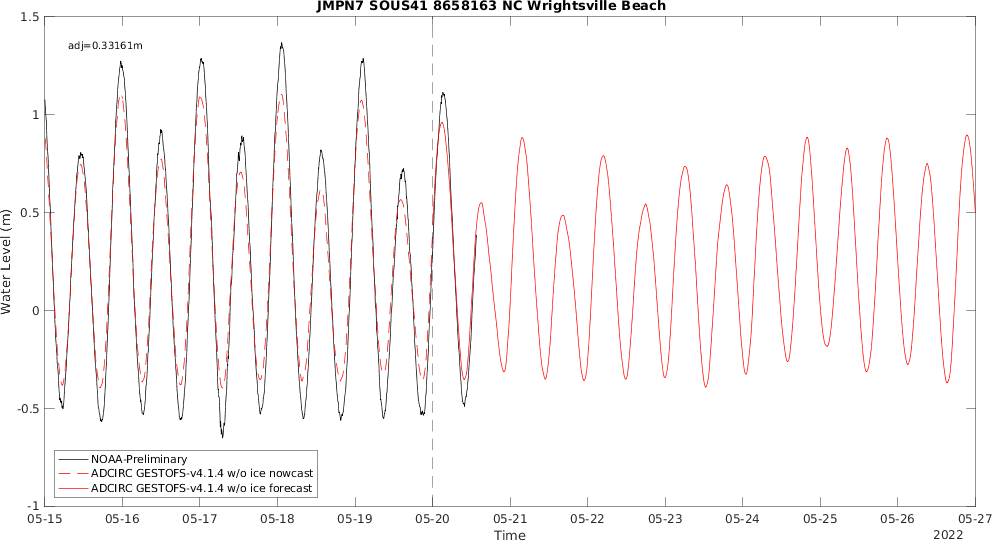 JMPN7 SOUS41 8658163 NC Wrightsville Beach
adj=0.33161m
1.5
1
0.5
0
-0.5
-1
Water Level (m)
NOAA-Preliminary
ADCIRC GESTOFS-v4.1.4 w/o ice nowcast
ADCIRC GESTOFS-v4.1.4 w/o ice forecast
05-15 05-16 05-17 05-18 05-19 05-20 05-21 05-22 05-23 05-24 05-25 05-26 05-27
Time
2022